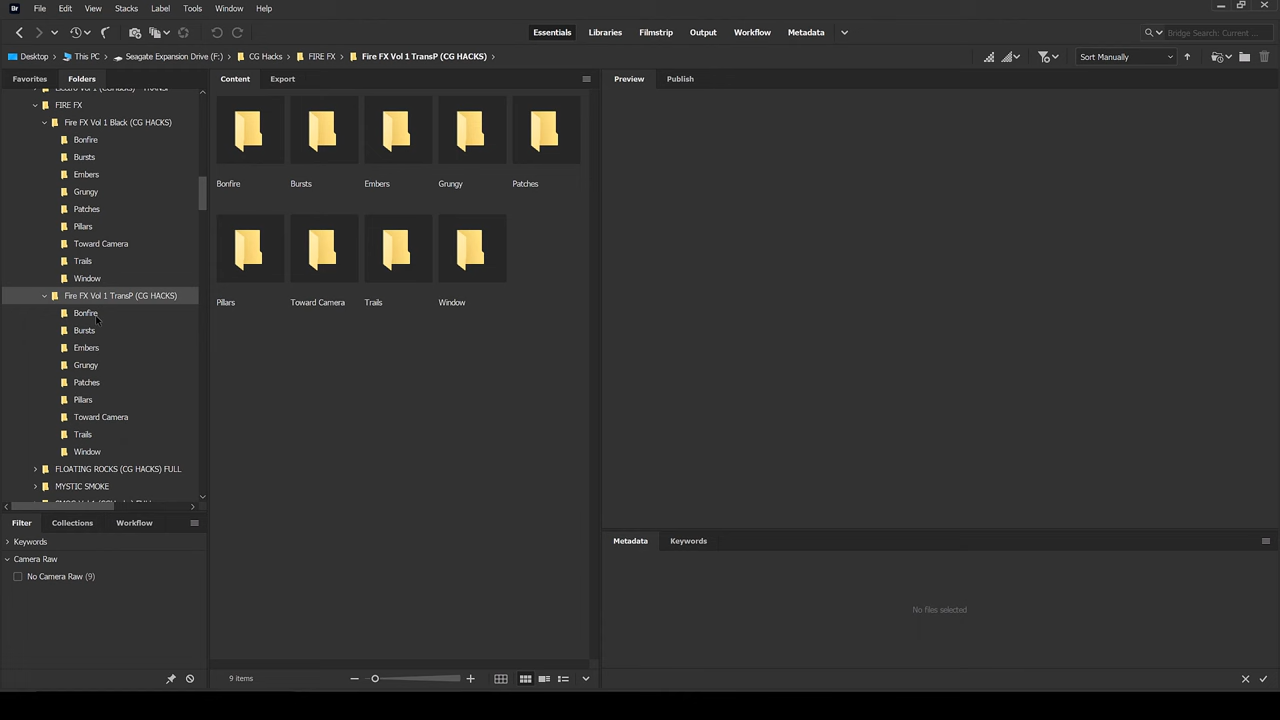 Br File Edit View Stacks Label Tools Window Help
Essentials Libraries Filmstrip Output Workflow Metadata Bridge Search: Current ...
Desktop > This PC > Seagate Expansion Drive (F:) > CG Hacks > FIRE FX > Fire FX Vol 1 TransP (CG HACKS) > Sort Manually
Favorites Folders Content Export Preview Publish
FIRE FX
Fire FX Vol 1 Black (CG HACKS)
Bonfire
Bursts
Embers
Grungy
Patches
Pillars
Toward Camera
Trails
Window
Fire FX Vol 1 TransP (CG HACKS)
Bonfire
Bursts
Embers
Grungy
Patches
Pillars
Toward Camera
Trails
Window
FLOATING ROCKS (CG HACKS) FULL
MYSTIC SMOKE
Bonfire Bursts Embers Grungy Patches
Pillars Toward Camera Trails Window
Filter Collections Workflow
Keywords
Camera Raw
No Camera Raw (9)
9 items
Metadata Keywords
No files selected